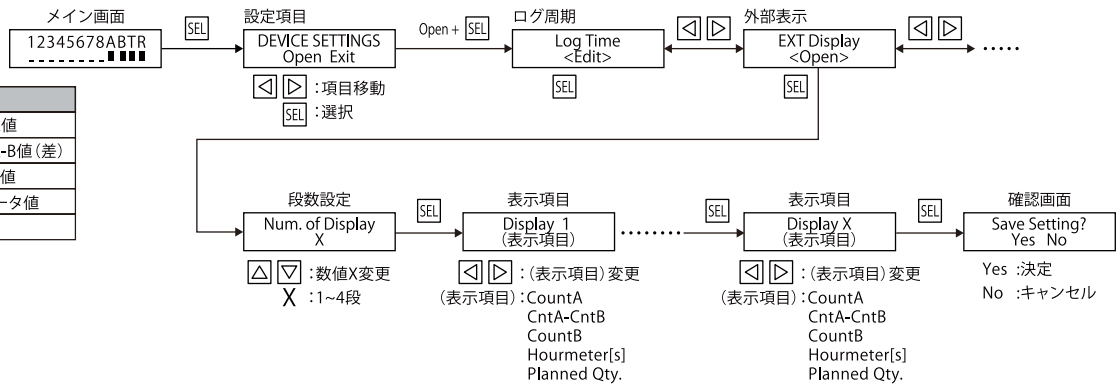 メイン画面
12345678ABTR
SEL
設定項目
DEVICE SETTINGS
Open Exit
:項目移動
SEL :選択
Open + SEL
ログ周期
Log Time
<Edit>
SEL
外部表示
EXT Display
<Open>
SEL
値
-B値(差)
値
ータ値
段数設定
Num. of Display
X
:数値X変更
X :1~4段
SEL
表示項目
Display 1
(表示項目)
:(表示項目)変更
(表示項目):CountA
CntA-CntB
CountB
Hourmeter[s]
Planned Qty.
SEL
表示項目
Display X
(表示項目)
:(表示項目)変更
(表示項目):CountA
CntA-CntB
CountB
Hourmeter[s]
Planned Qty.
SEL
確認画面
Save Setting?
Yes No
Yes :決定
No :キャンセル